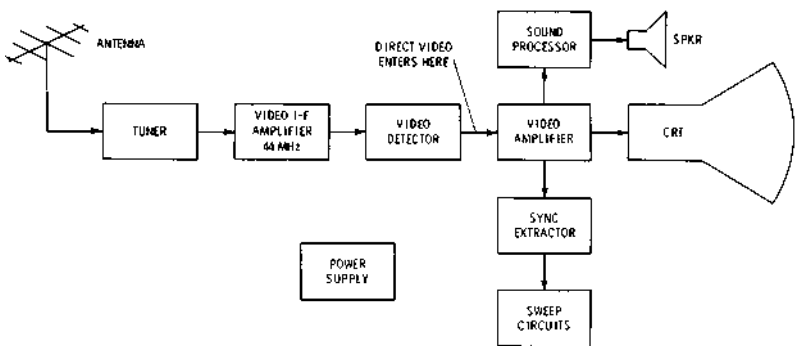 ANTENNA
TUNER
VIDEO I-F
AMPLIFIER
44 MHz
VIDEO
DETECTOR
DIRECT VIDEO
ENTERS HERE
VIDEO
AMPLIFIER
SOUND
PROCESSOR
SPKR
CRT
SYNC
EXTRACTOR
SWEEP
CIRCUITS
POWER
SUPPLY